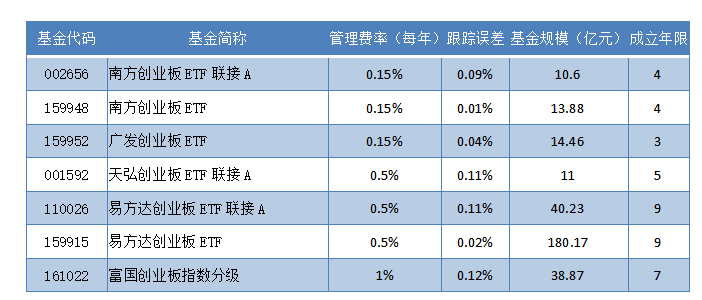 基金代码 基金简称 管理费率（每年） 跟踪误差 基金规模（亿元） 成立年限
002656 南方创业板ETF联接A 0.15% 0.09% 10.6 4
159948 南方创业板ETF 0.15% 0.01% 13.88 4
159952 广发创业板ETF 0.15% 0.04% 14.46 3
001592 天弘创业板ETF联接A 0.5% 0.11% 11 5
110026 易方达创业板ETF联接A 0.5% 0.11% 40.23 9
159915 易方达创业板ETF 0.5% 0.02% 180.17 9
161022 富国创业板指数分级 1% 0.12% 38.87 7